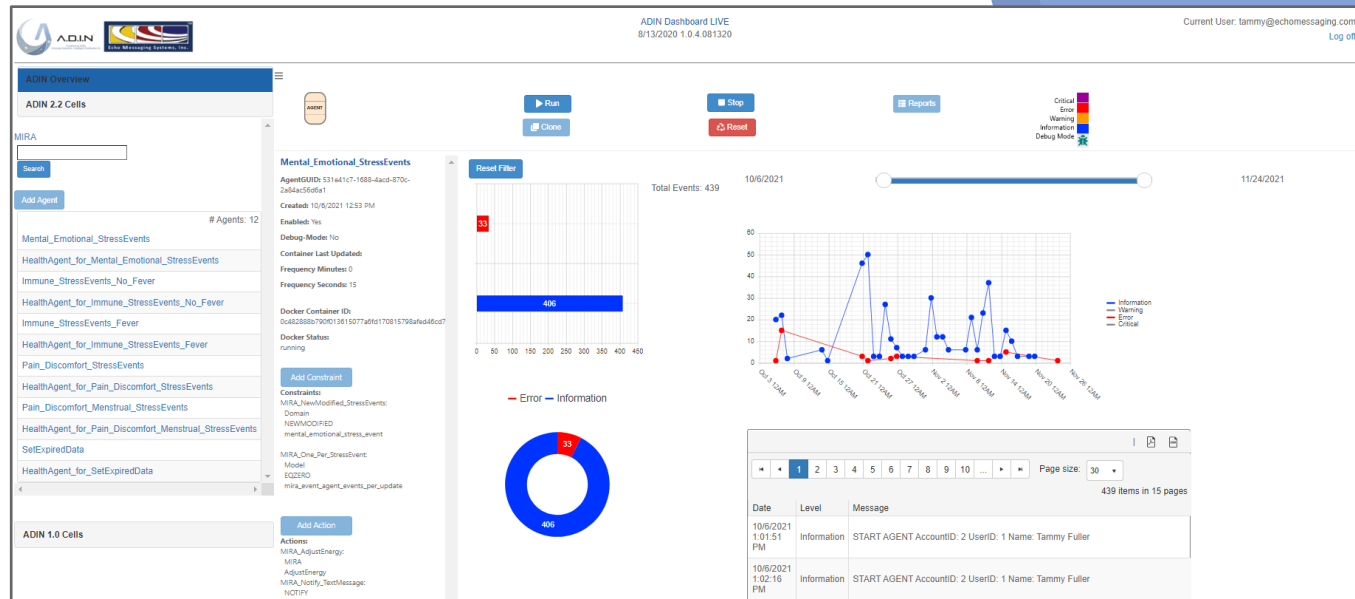 A.D.I.N
Echo Messaging Systems, Inc.
ADIN Dashboard LIVE
8/13/2020 1.0.4.081320
Current User: tammy@echomessaging.com
Log off
ADIN Overview
ADIN 2.2 Cells
MIRA
Search
Add Agent
# Agents: 12
Mental_Emotional_StressEvents
HealthAgent_for_Mental_Emotional_StressEvents
Immune_StressEvents_No_Fever
HealthAgent_for_Immune_StressEvents_No_Fever
Immune_StressEvents_Fever
HealthAgent_for_Immune_StressEvents_Fever
Pain_Discomfort_StressEvents
HealthAgent_for_Pain_Discomfort_StressEvents
Pain_Discomfort_Menstrual_StressEvents
HealthAgent_for_Pain_Discomfort_Menstrual_StressEvents
SetExpiredData
HealthAgent_for_SetExpiredData
ADIN 1.0 Cells
AGENT
Run
Clone
Stop
Reset
Reports
Critical
Error
Warning
Information
Debug Mode
Mental_Emotional_StressEvents
AgentGUID: 531e41c7-1688-4acd-870c-
2a84ac56d6a1
Created: 10/6/2021 12:53 PM
Enabled: Yes
Debug-Mode: No
Container Last Updated:
Frequency Minutes: 0
Frequency Seconds: 15
Docker Container ID:
0c482888b790f013615077a6fd170815798afed46cd7
Docker Status:
running
Add Constraint
Constraints:
MIRA_NewModified_StressEvents:
Domain
NEWMODIFIED
mental_emotional_stress_event
MIRA_One_Per_StressEvent:
Model
EQZERO
mira_event_agent_events_per_update
Add Action
Actions:
MIRA_AdjustEnergy:
MIRA
AdjustEnergy
MIRA_Notify_TextMessage:
NOTIFY
Reset Filter
33
406
0 50 100 150 200 250 300 350 400 450
Error Information
33
406
Total Events: 439
10/6/2021
11/24/2021
60
50
40
30
20
10
0
Oct 3 12AM
Oct 9 12AM
Oct 15 12AM
Oct 21 12AM
Oct 27 12AM
Nov 2 12AM
Nov 8 12AM
Nov 14 12AM
Nov 20 12AM
Nov 26 12AM
Information
Warning
Error
Critical
1 2 3 4 5 6 7 8 9 10 ... Page size: 30
439 items in 15 pages
Date Level Message
10/6/2021
1:01:51
PM
Information START AGENT AccountID: 2 UserID: 1 Name: Tammy Fuller
10/6/2021
1:02:16
PM
Information START AGENT AccountID: 2 UserID: 1 Name: Tammy Fuller